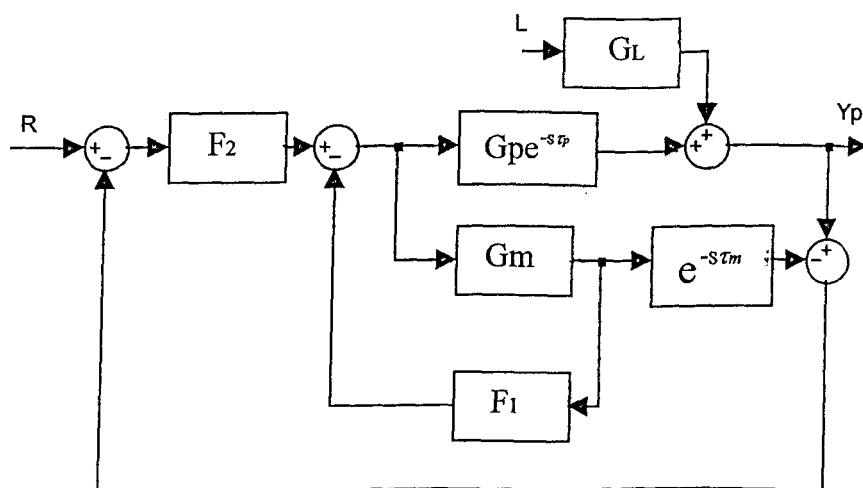 L
GL
R
F2
+
-
+
-
Gpe-sτp
+
+
Yp
Gm
e-sτm
-
+
F1